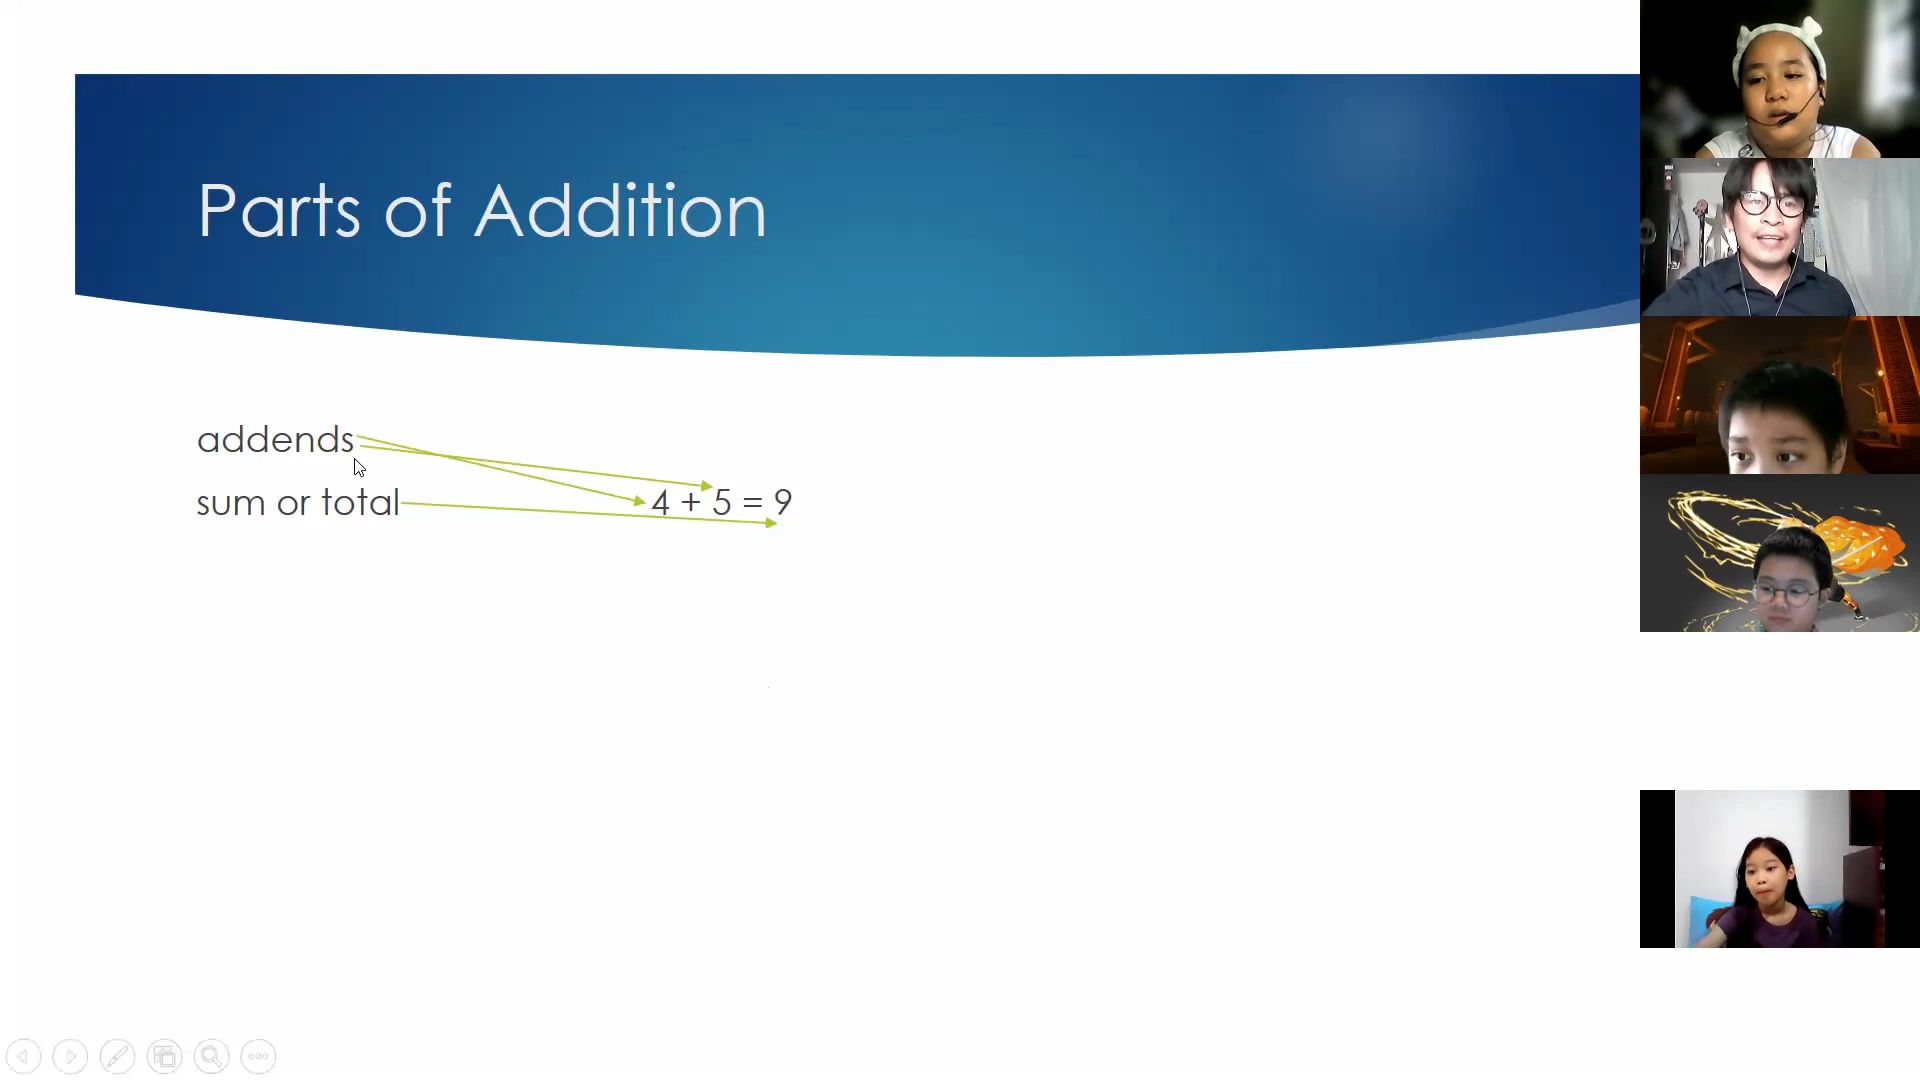 Parts of Addition
addends
sum or total
4 + 5 = 9